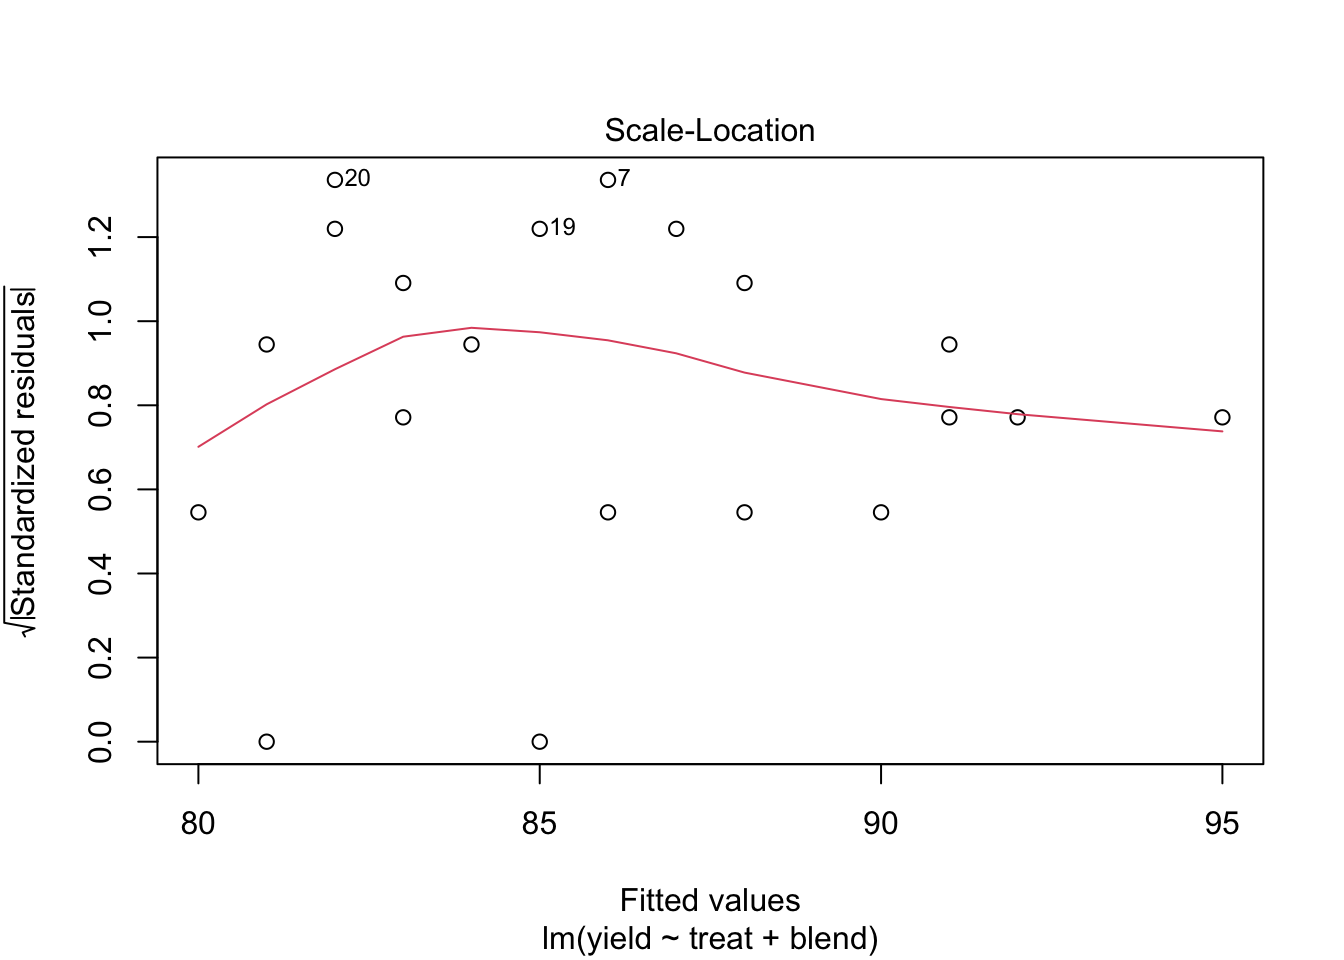 Scale-Location
√|Standardized residuals|
1.2
1.0
0.8
0.6
0.4
0.2
0.0
20
7
19
80 85 90 95
Fitted values
lm(yield ~ treat + blend)